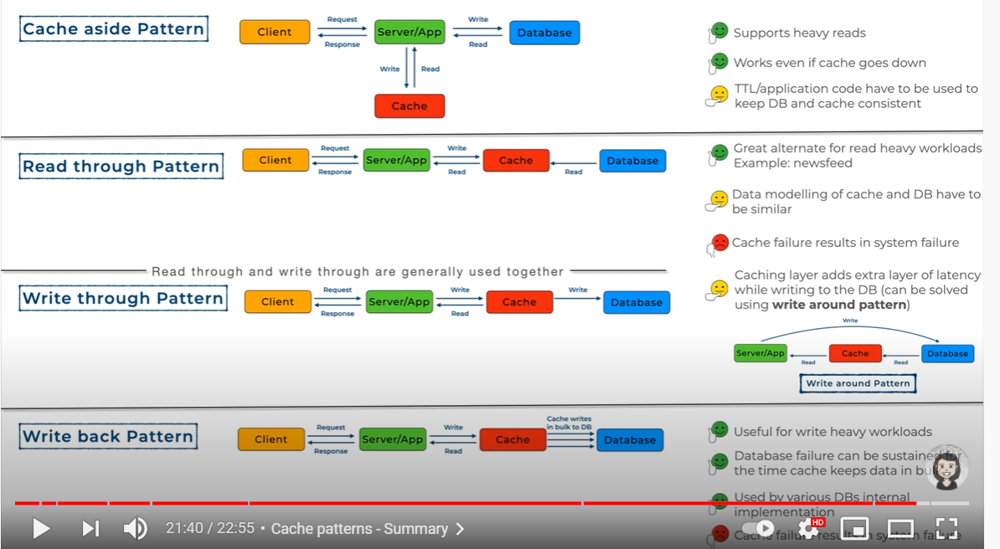 Cache aside Pattern
Client
Request
Response
Server/App
Write
Read
Database
Write
Read
Cache
Supports heavy reads
Works even if cache goes down
TTL/application code have to be used to
keep DB and cache consistent
Read through Pattern
Client
Request
Response
Server/App
Write
Read
Cache
Read
Database
Great alternate for read heavy workloads
Example: newsfeed
Data modelling of cache and DB have to
be similar
Cache failure results in system failure
Read through and write through are generally used together
Write through Pattern
Client
Request
Response
Server/App
Write
Read
Cache
Write
Database
Caching layer adds extra layer of latency
while writing to the DB (can be solved
using write around pattern)
Write
Server/App
Read
Cache
Read
Database
Write around Pattern
Write back Pattern
Client
Request
Response
Server/App
Write
Read
Cache
Cache writes
in bulk to DB
Database
Useful for write heavy workloads
Database failure can be sustained for
the time cache keeps data in
Used by various DBs internal
implementation
Cache failure results in system failure
21:40 / 22:55 • Cache patterns - Summary
HD